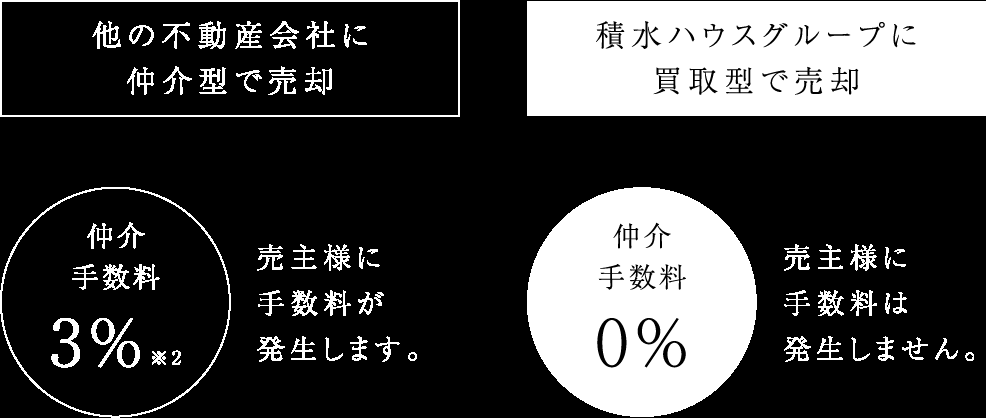 他の不動産会社に
仲介型で売却
積水ハウスグループに
買取型で売却
仲介
手数料
3%※2
売主様に
手数料が
発生します。
仲介
手数料
0%
売主様に
手数料は
発生しません。